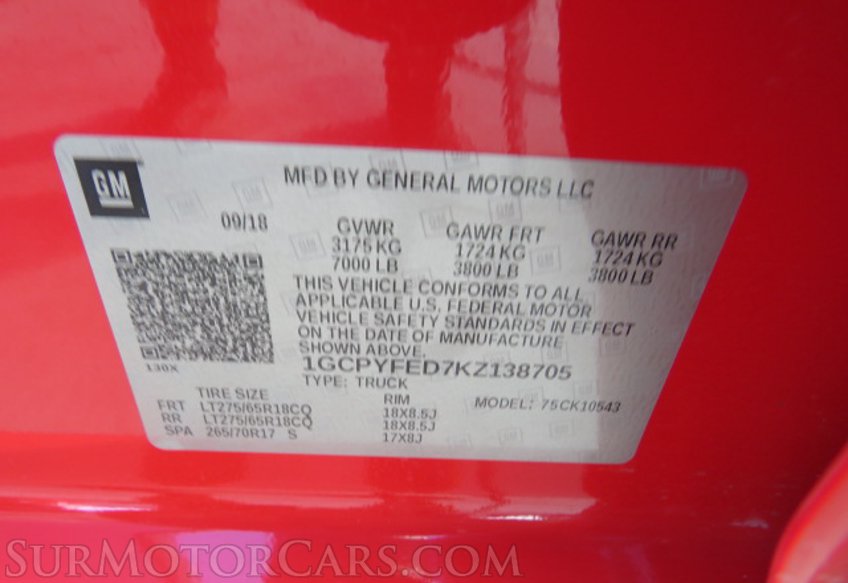 GM
MFD BY GENERAL MOTORS LLC
09/18
GVWR GAWR FRT GAWR RR
3175 KG 1724 KG 1724 KG
7000 LB 3800 LB 3800 LB
THIS VEHICLE CONFORMS TO ALL
APPLICABLE U.S. FEDERAL MOTOR
VEHICLE SAFETY STANDARDS IN EFFECT
ON THE DATE OF MANUFACTURE
SHOWN ABOVE.
130X
1GCPYFED7KZ138705
TYPE: TRUCK
TIRE SIZE RIM MODEL: 75CK10543
FRT LT275/65R18CQ 18X8.5J
RR LT275/65R18CQ 18X8.5J
SPA 265/70R17 S 17X8J
SURMOTORCARS.COM